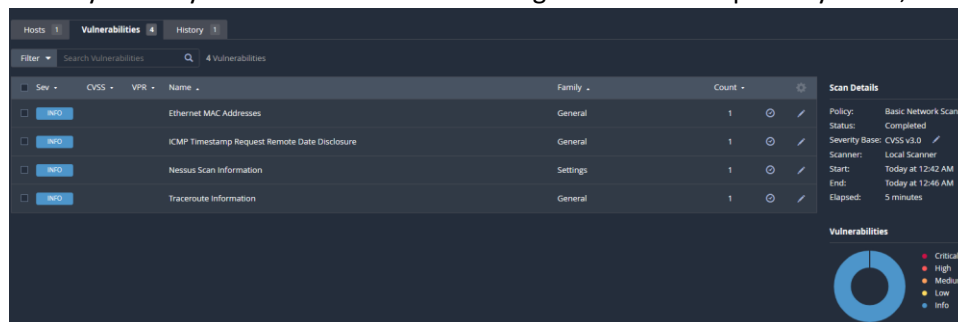 Hosts 1 Vulnerabilities 4 History 1
Filter Search Vulnerabilities 4 Vulnerabilities
Sev CVSS VPR Name Family Count
INFO Ethernet MAC Addresses General 1
INFO ICMP Timestamp Request Remote Date Disclosure General 1
INFO Nessus Scan Information Settings 1
INFO Traceroute Information General 1
Scan Details
Policy: Basic Network Scan
Status: Completed
Severity Base: CVSS v3.0
Scanner: Local Scanner
Start: Today at 12:42 AM
End: Today at 12:46 AM
Elapsed: 5 minutes
Vulnerabilities
Critical
High
Medium
Low
Info